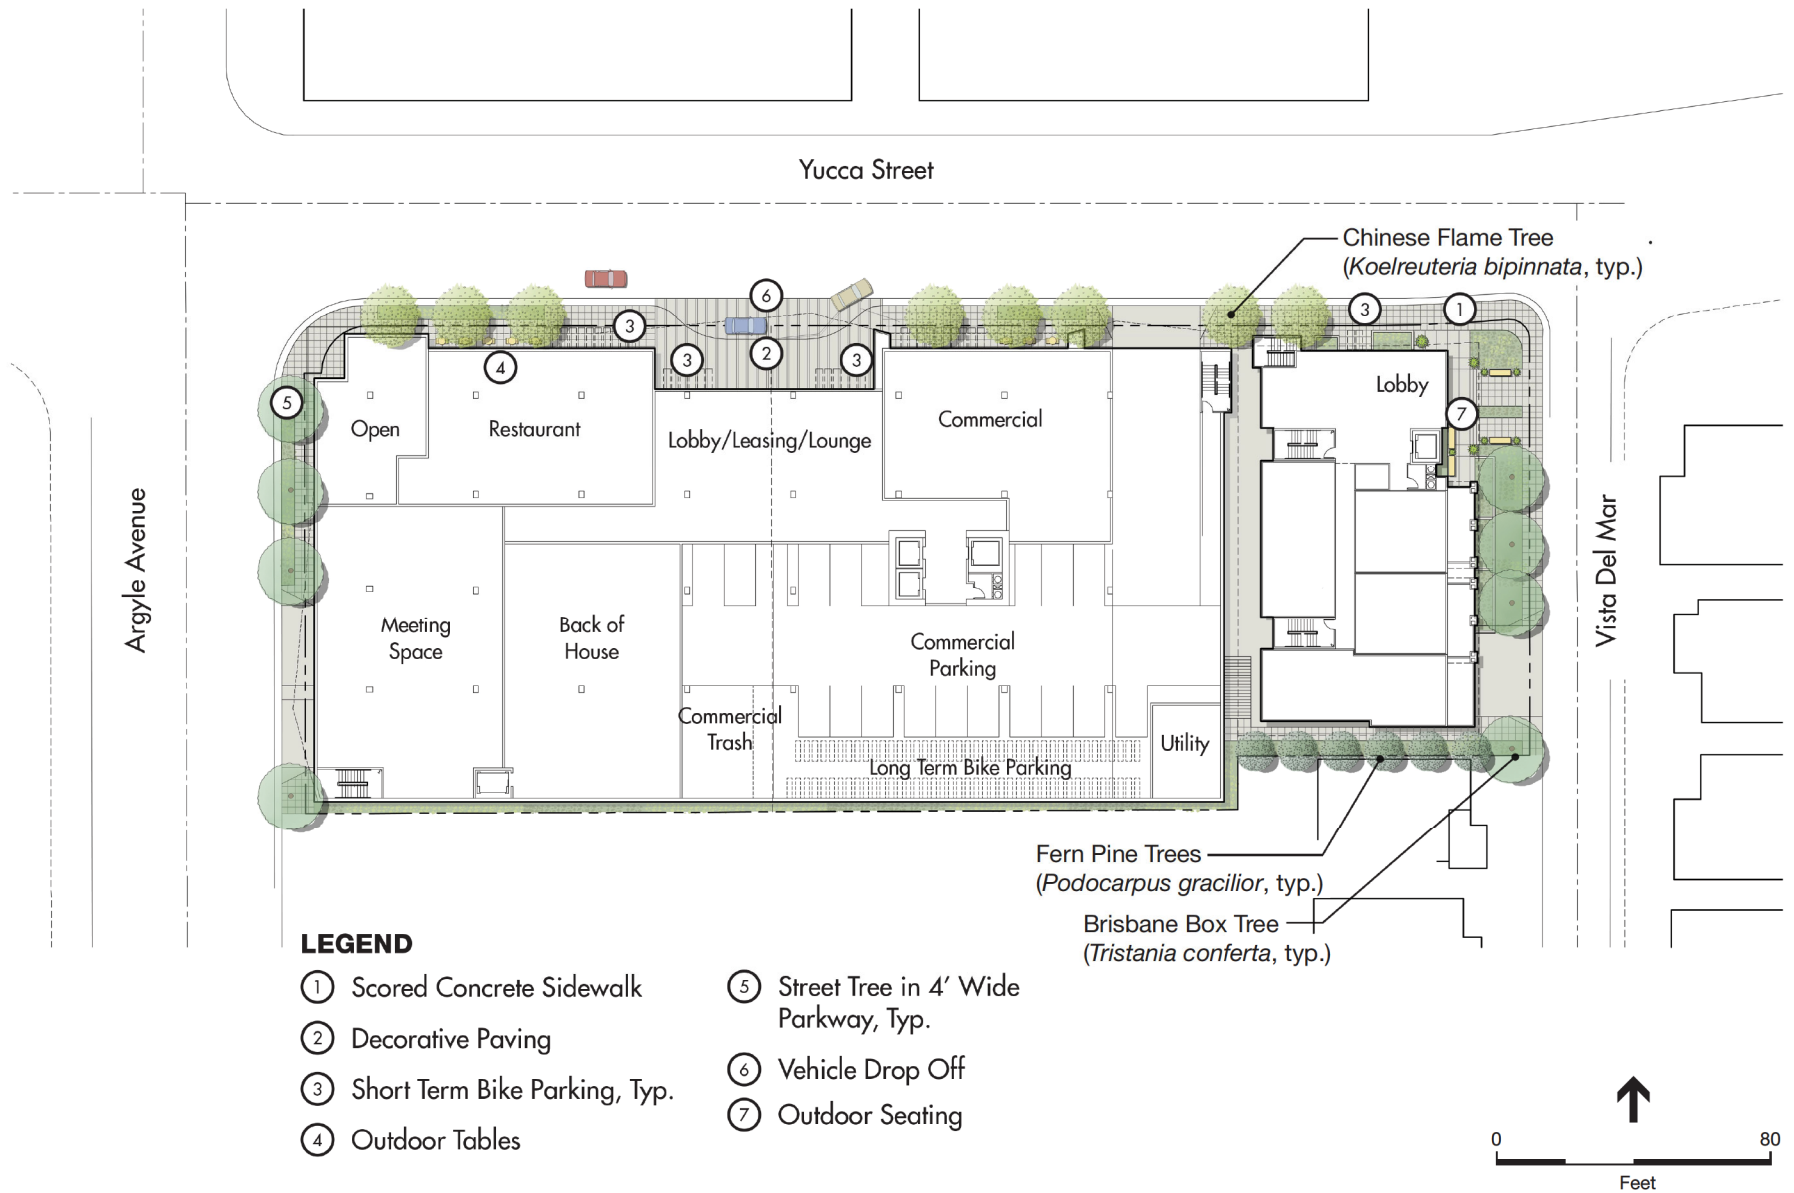 Yucca Street
Chinese Flame Tree
(Koelreuteria bipinnata, typ.)
6
3
3
1
3
2
3
4
5
7
Lobby
Open
Restaurant
Lobby/Leasing/Lounge
Commercial
Argyle Avenue
Vista Del Mar
Meeting
Space
Back of
House
Commercial
Parking
Commercial
Trash
Utility
Long Term Bike Parking
Fern Pine Trees
(Podocarpus gracilior, typ.)
Brisbane Box Tree
(Tristania conferta, typ.)
LEGEND
1 Scored Concrete Sidewalk
2 Decorative Paving
3 Short Term Bike Parking, Typ.
4 Outdoor Tables
5 Street Tree in 4’ Wide
Parkway, Typ.
6 Vehicle Drop Off
7 Outdoor Seating
0 80
Feet